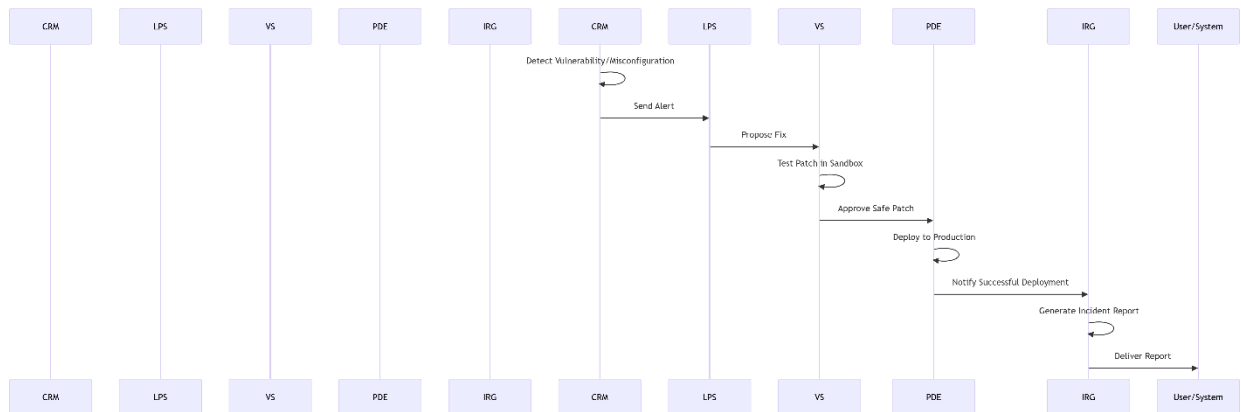 CRM
LPS
VS
PDE
IRG
CRM
LPS
VS
PDE
IRG
User/System
Detect Vulnerability/Misconfiguration
Send Alert
Propose Fix
Test Patch in Sandbox
Approve Safe Patch
Deploy to Production
Notify Successful Deployment
Generate Incident Report
Deliver Report
CRM
LPS
VS
PDE
IRG
CRM
LPS
VS
PDE
IRG
User/System